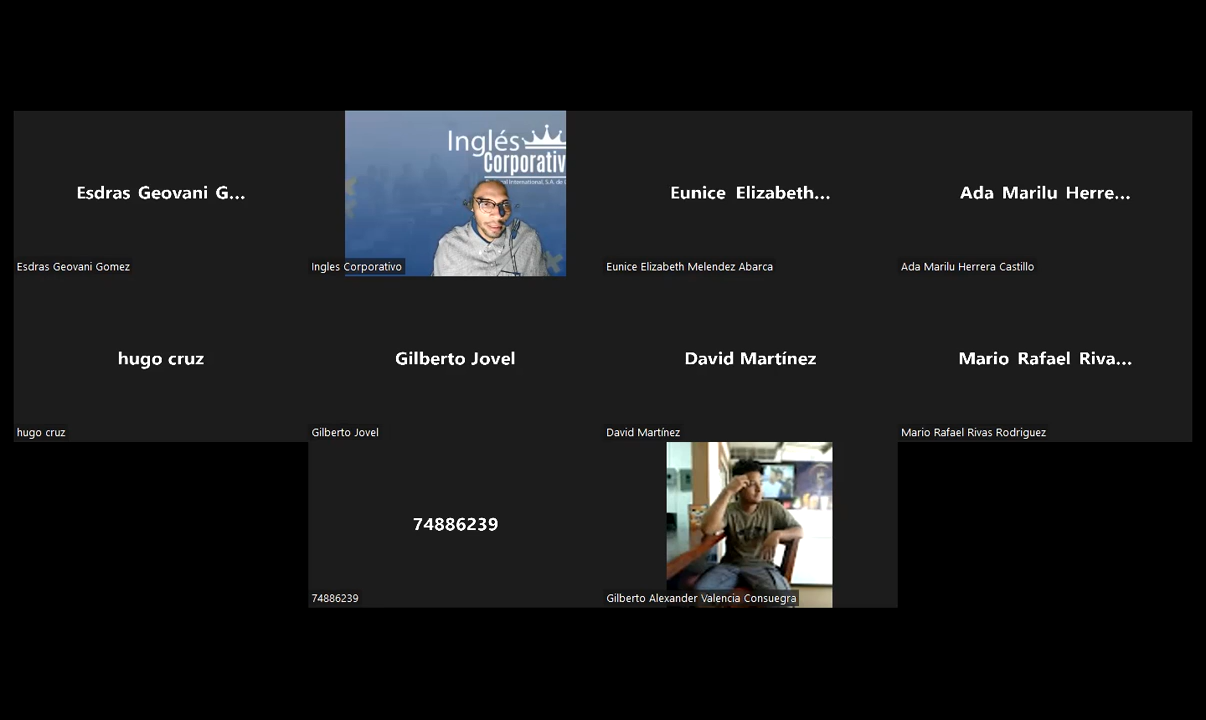 Esdras Geovani G...
Esdras Geovani Gomez
Inglés
Corporativ
Ingles Corporativo
Eunice Elizabeth...
Eunice Elizabeth Melendez Abarca
Ada Marilu Herre...
Ada Marilu Herrera Castillo
hugo cruz
hugo cruz
Gilberto Jovel
Gilberto Jovel
David Martínez
David Martínez
Mario Rafael Riva...
Mario Rafael Rivas Rodriguez
74886239
74886239
Gilberto Alexander Valencia Consuegra